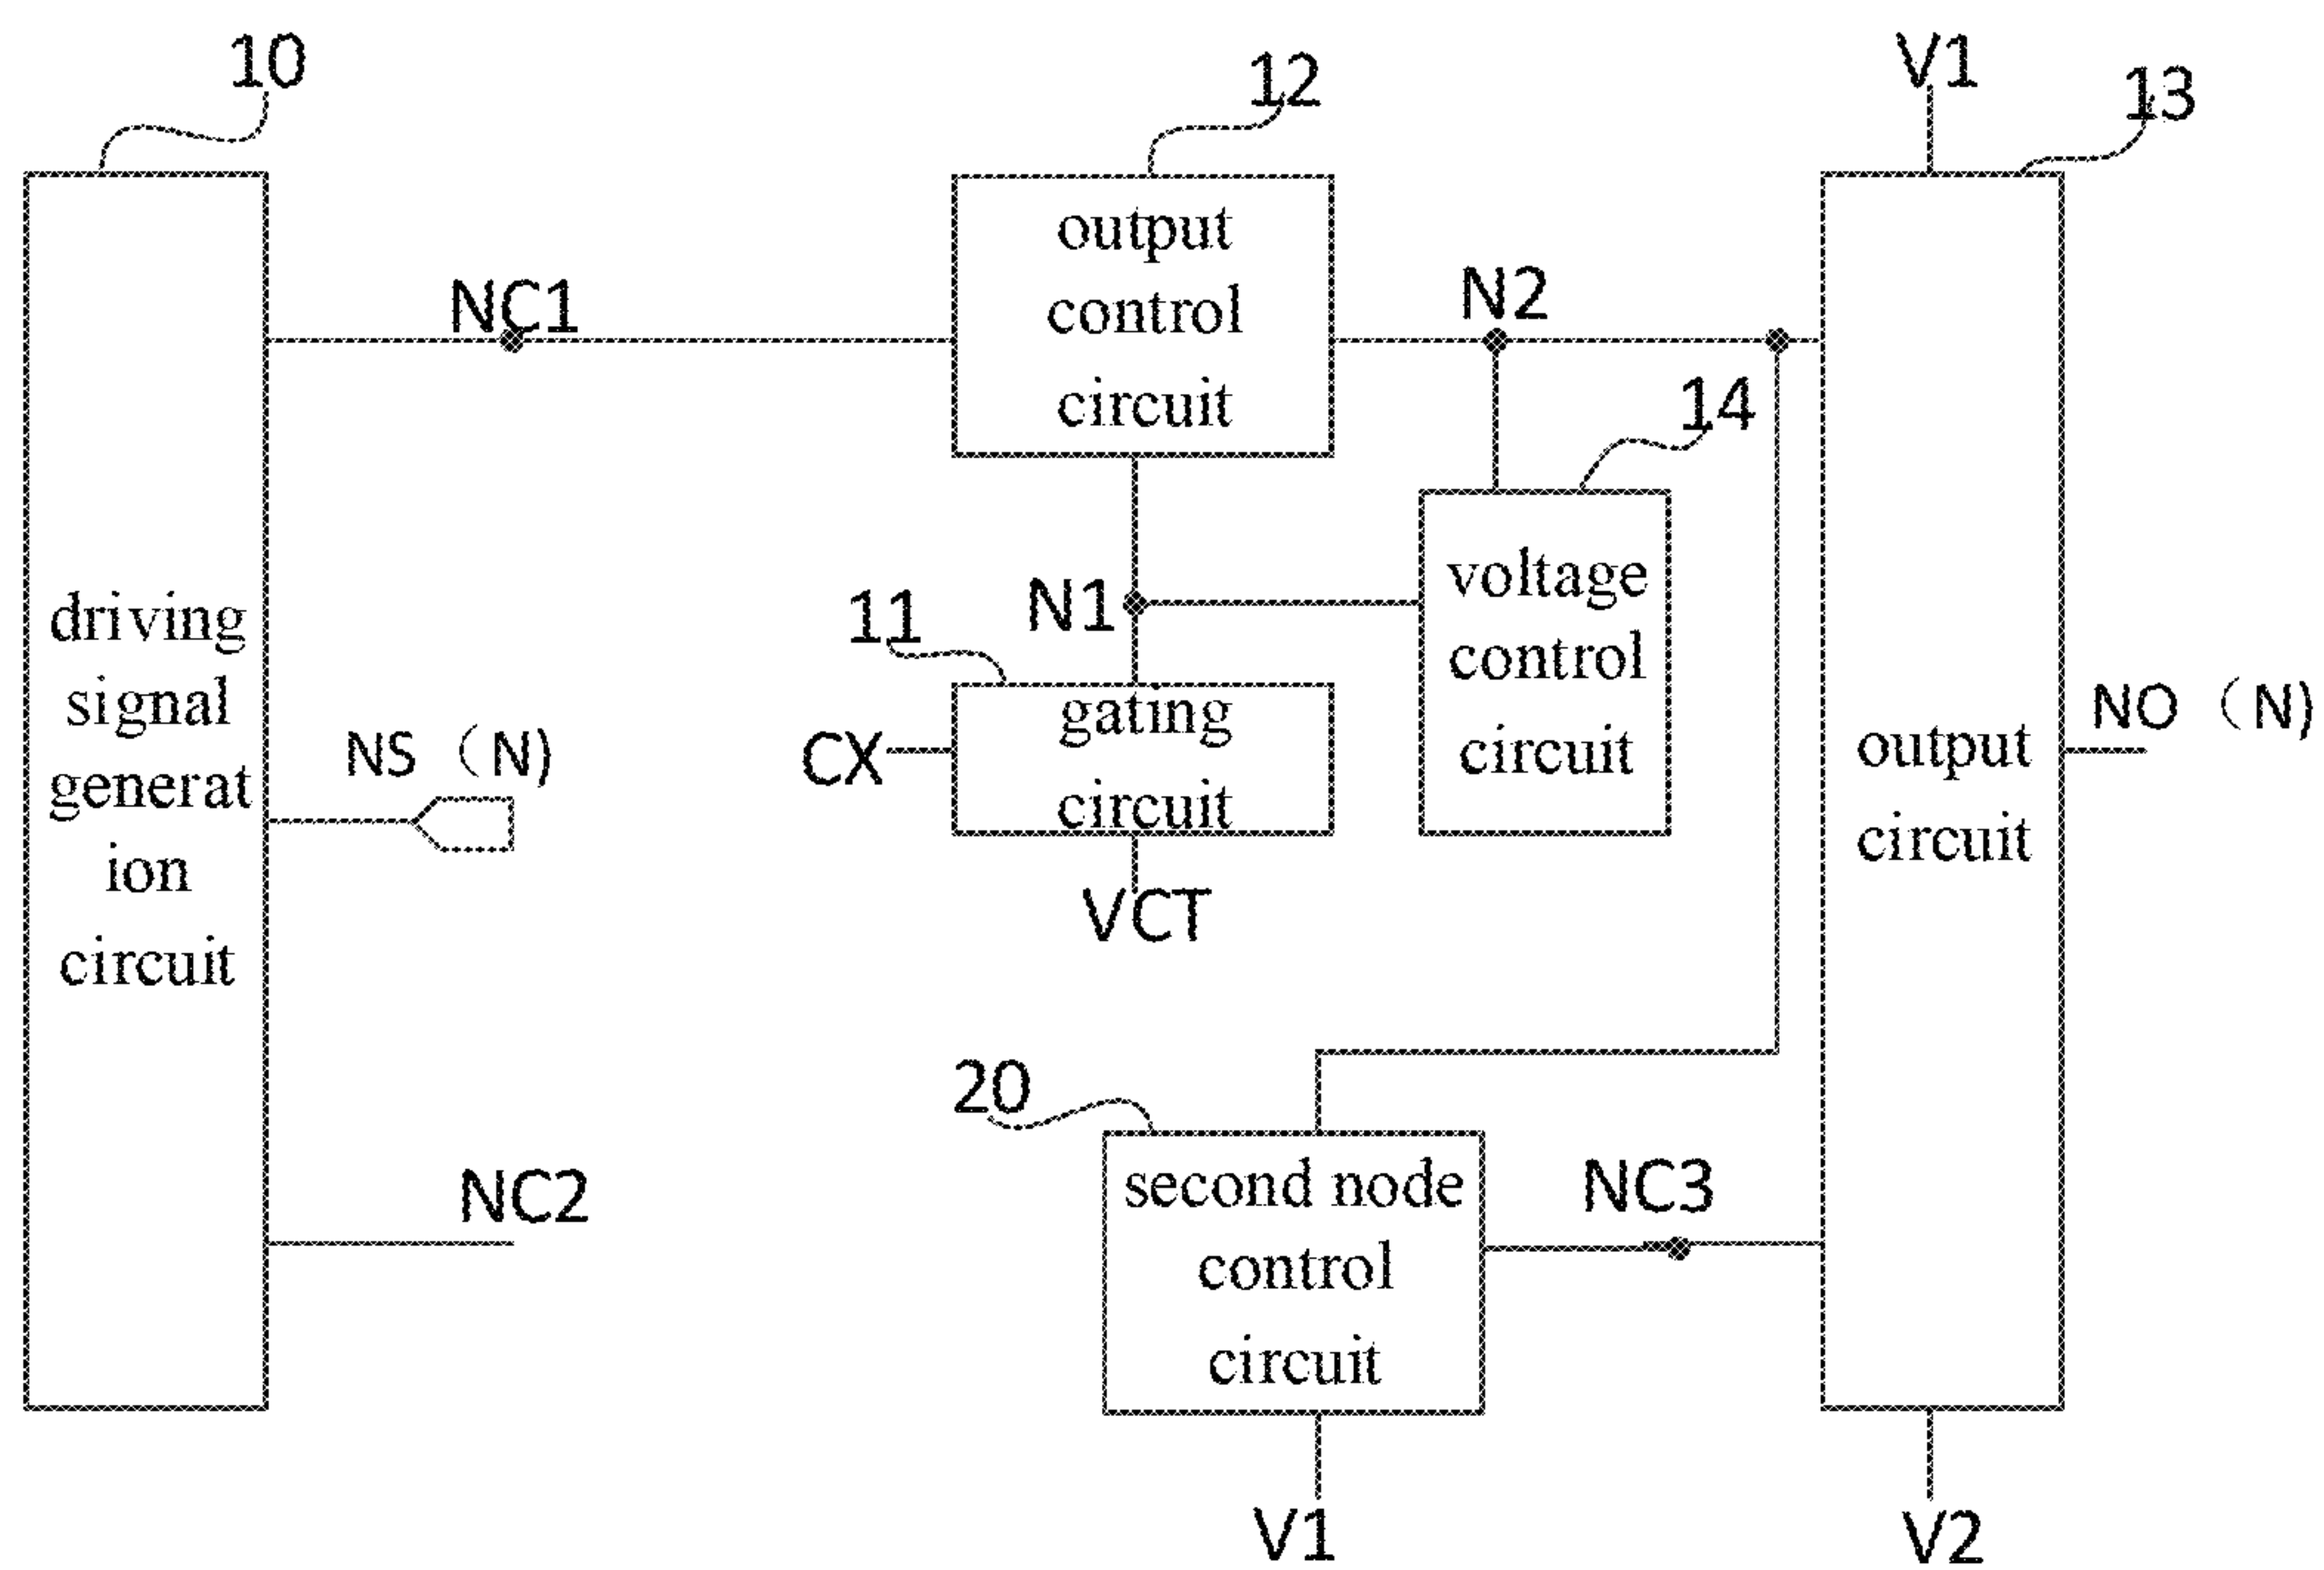 10
12
V1
13
output
control
circuit
NC1
N2
14
driving
signal
generat
ion
circuit
NS（N)
N1
11
gating
circuit
CX
VCT
voltage
control
circuit
output
circuit
NO（N)
20
NC2
second node
control
circuit
NC3
V1
V2